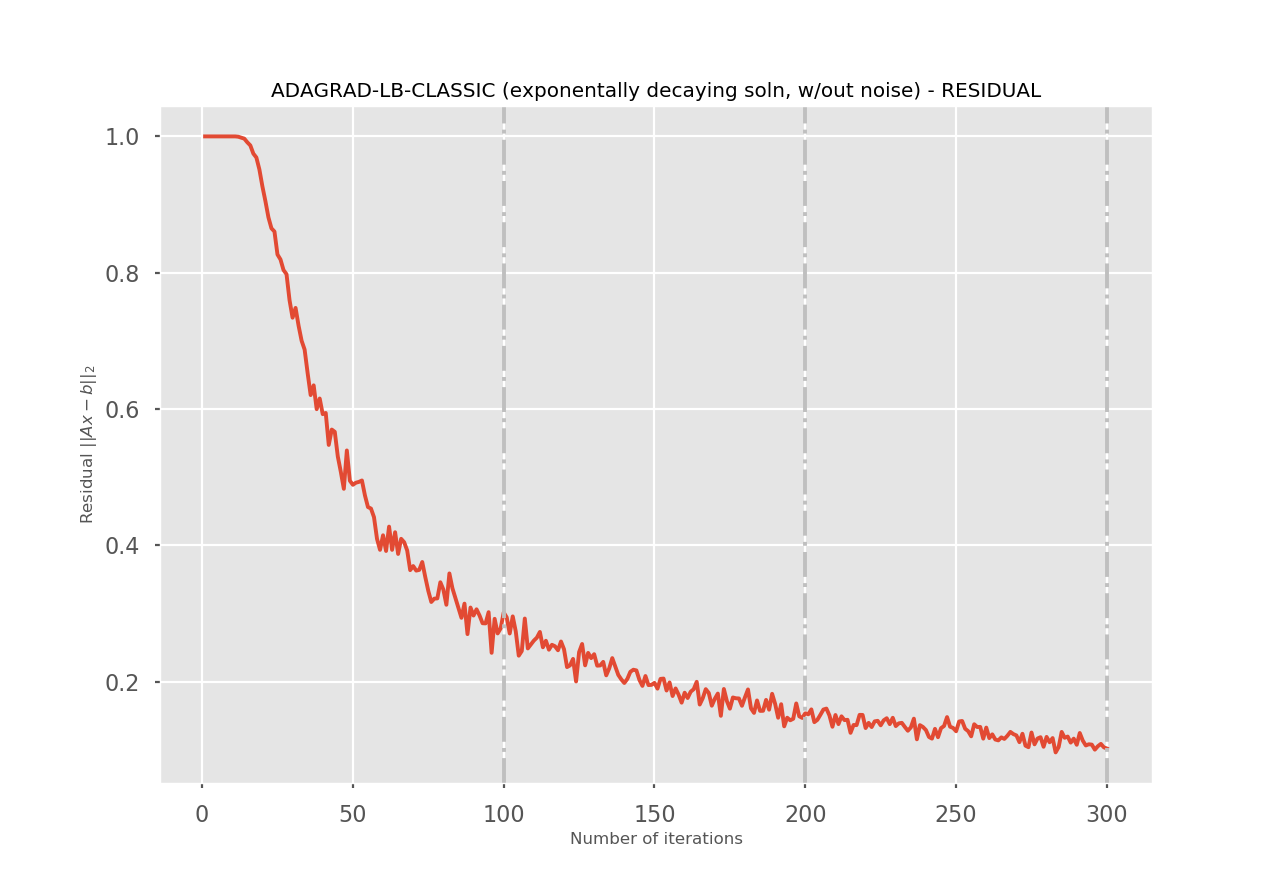 ADAGRAD-LB-CLASSIC (exponentially decaying soln, w/out noise) - RESIDUAL
1.0
0.8
0.6
0.4
0.2
Residual ||Ax − b||₂
0 50 100 150 200 250 300
Number of iterations